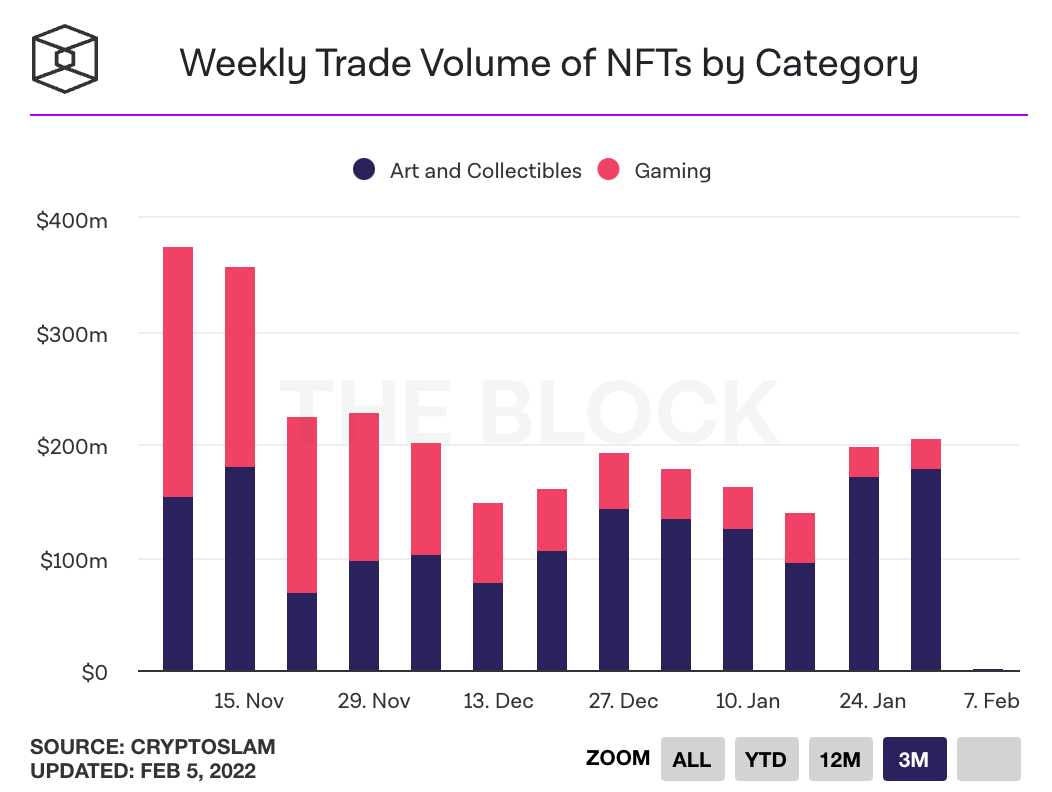 Weekly Trade Volume of NFTs by Category
Art and Collectibles Gaming
$400m
$300m
THE BLOCK
$200m
$100m
$0
15. Nov 29. Nov 13. Dec 27. Dec 10. Jan 24. Jan 7. Feb
SOURCE: CRYPTOSLAM
UPDATED: FEB 5, 2022
ZOOM ALL YTD 12M 3M